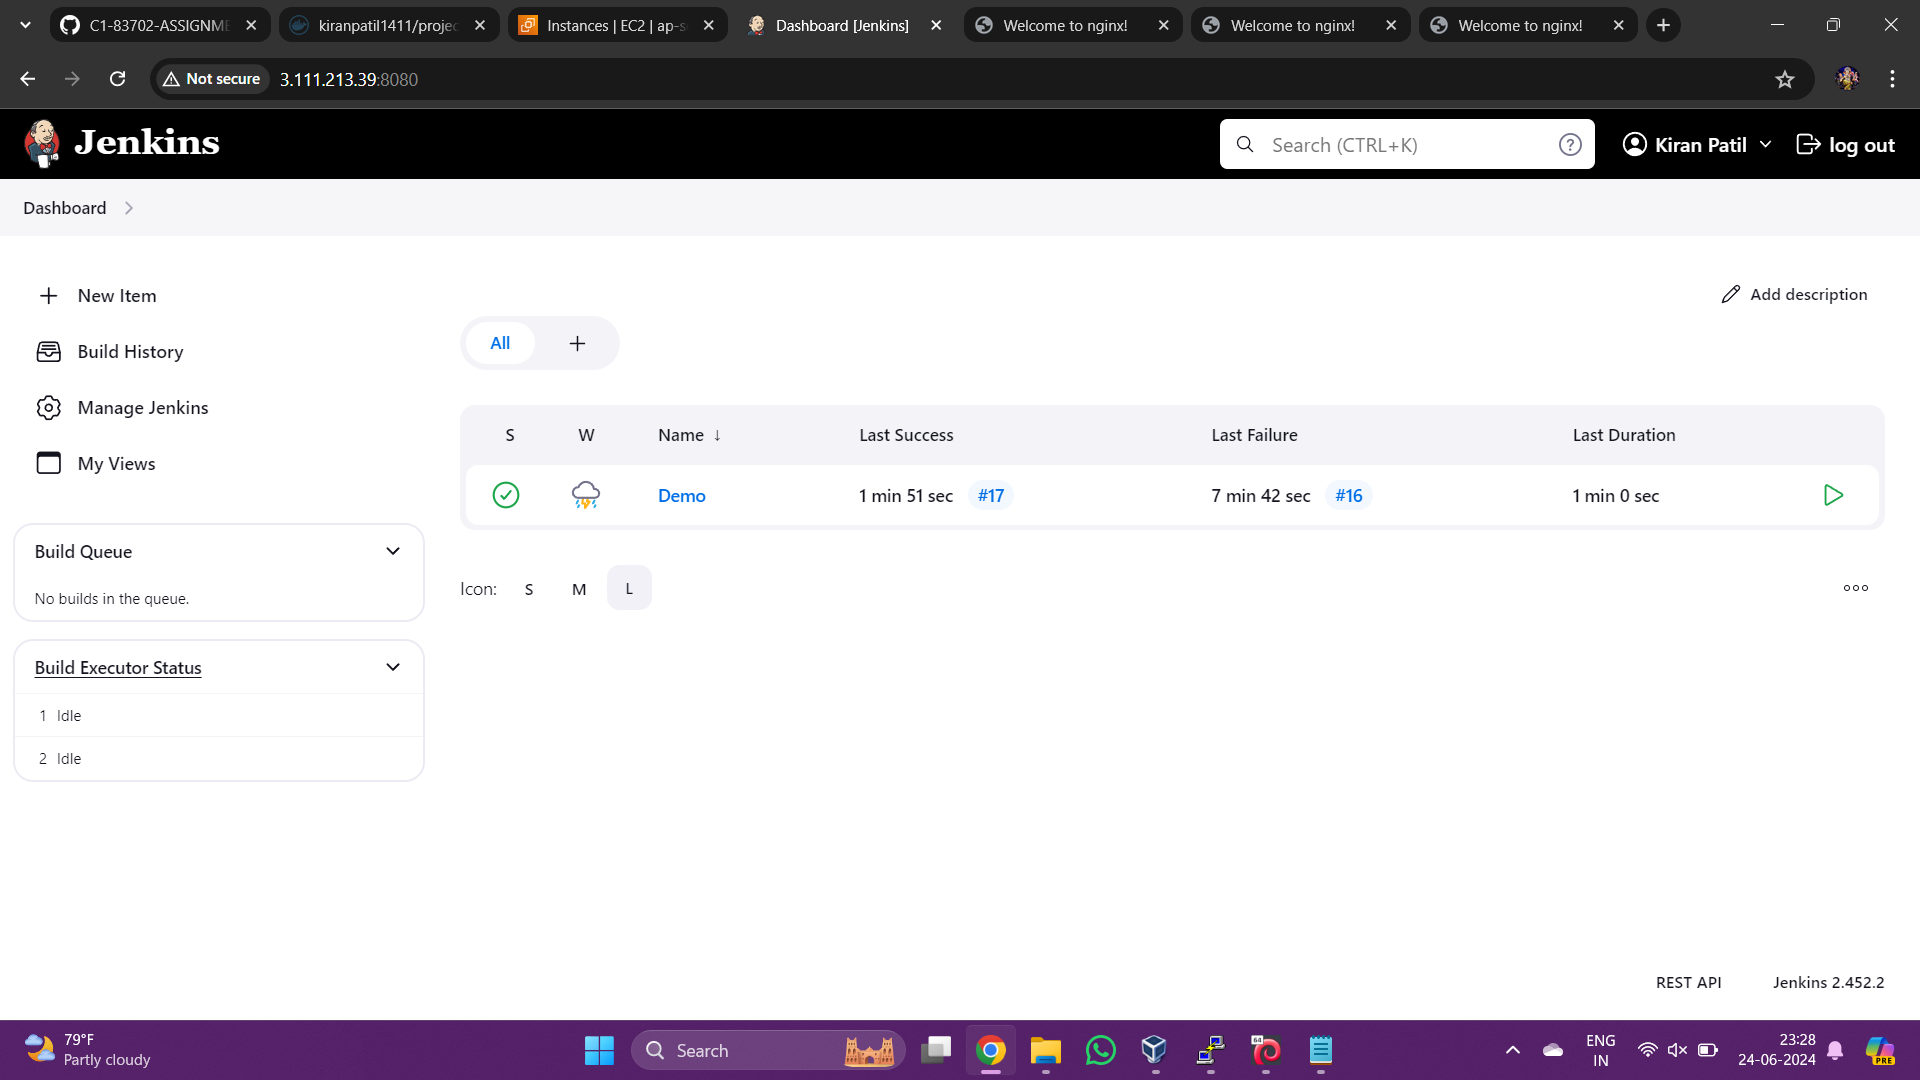 C1-83702-ASSIGNME
kiranpatil1411/projec
Instances | EC2 | ap-s
Dashboard [Jenkins]
Welcome to nginx!
Welcome to nginx!
Welcome to nginx!
Not secure
3.111.213.39:8080
Jenkins
Search (CTRL+K)
?
Kiran Patil
log out
Dashboard
New Item
Build History
Manage Jenkins
My Views
Add description
All
+
S W Name ↓ Last Success Last Failure Last Duration
Demo 1 min 51 sec #17 7 min 42 sec #16 1 min 0 sec
Icon: S M L
Build Queue
No builds in the queue.
Build Executor Status
1 Idle
2 Idle
REST API
Jenkins 2.452.2
79°F
Partly cloudy
Search
64
ENG
IN
23:28
24-06-2024
PRE